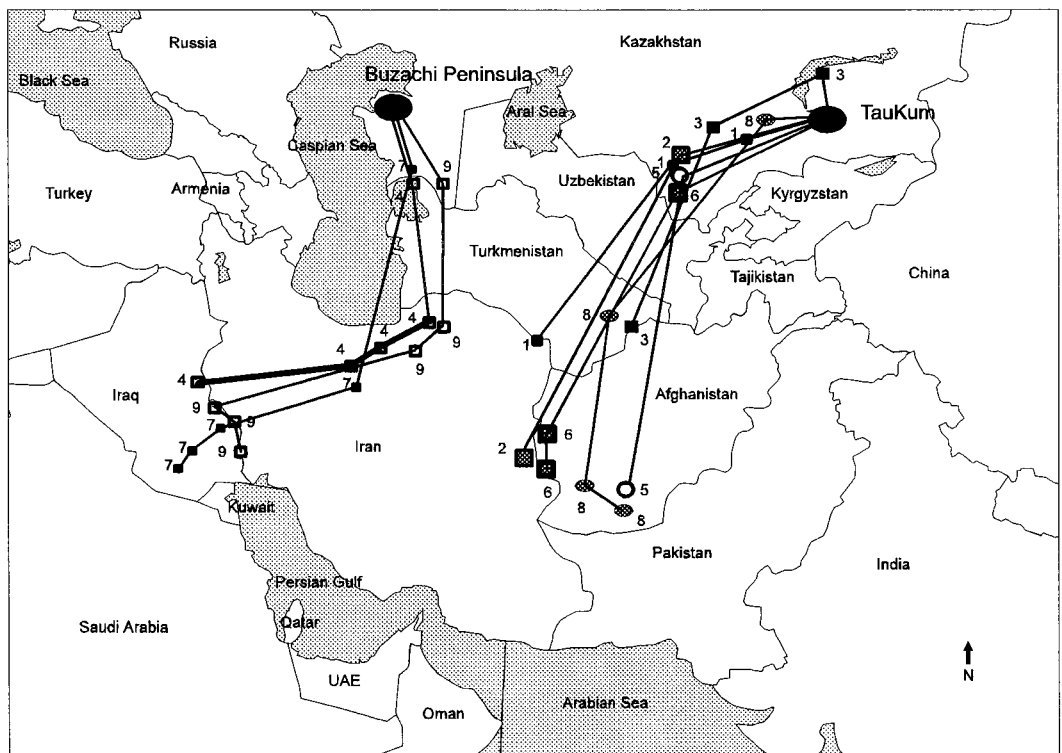 Russia
Kazakhstan
Black Sea
Buzachi Peninsula
Aral Sea
3
TauKum
8
3
1
2
Caspian Sea
7
9
4
1
5
6
Uzbekistan
Kyrgyzstan
Turkey
Armenia
Turkmenistan
Tajikistan
China
8
4
9
3
4
1
4
9
7
4
Iraq
9
7
9
Iran
Afghanistan
6
2
7
9
7
6
5
8
8
Kuwait
Pakistan
India
Persian Gulf
Saudi Arabia
Qatar
UAE
Oman
Arabian Sea
N